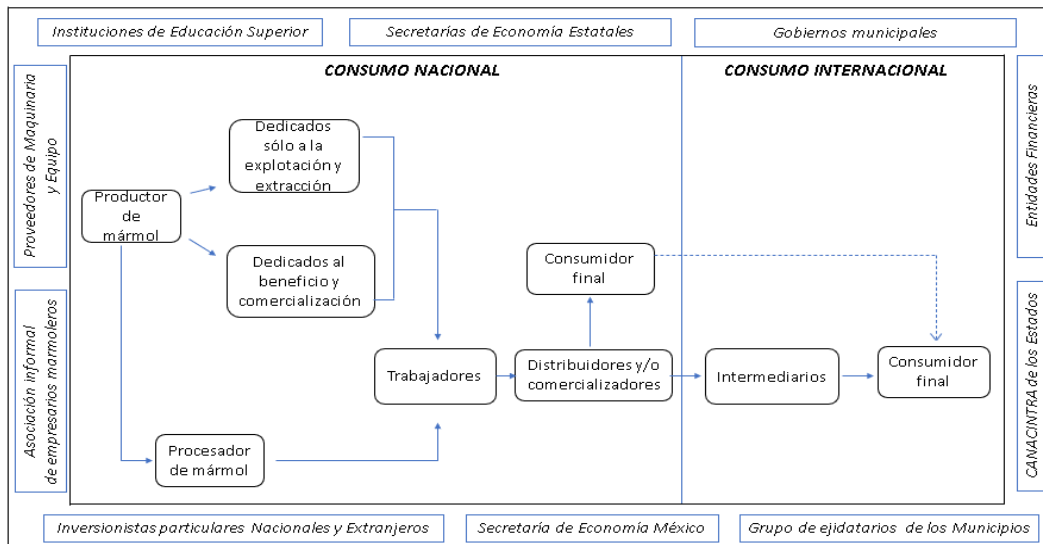 Instituciones de Educación Superior
Secretarías de Economía Estatales
Gobiernos municipales
Proveedores de Maquinaria
y Equipo
Asociación informal
de empresarios marmoleros
CONSUMO NACIONAL
CONSUMO INTERNACIONAL
Dedicados
sólo a la
explotación y
extracción
Productor
de
mármol
Dedicados al
beneficio y
comercialización
Consumidor
final
Trabajadores
Distribuidores y/o
comercializadores
Intermediarios
Consumidor
final
Procesador
de mármol
Entidades Financieras
CANACINTRA de los Estados
Inversionistas particulares Nacionales y Extranjeros
Secretaría de Economía México
Grupo de ejidatarios de los Municipios